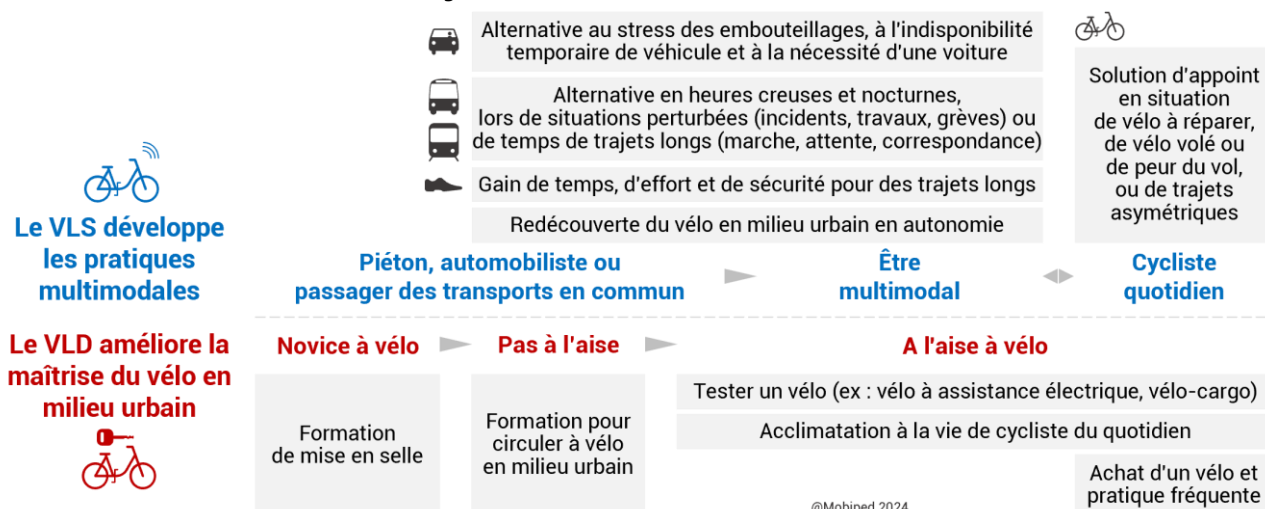 Alternative au stress des embouteillages, à l'indisponibilité
temporaire de véhicule et à la nécessité d'une voiture
Alternative en heures creuses et nocturnes,
lors de situations perturbées (incidents, travaux, grèves) ou
de temps de trajets longs (marche, attente, correspondance)
Gain de temps, d'effort et de sécurité pour des trajets longs
Redécouverte du vélo en milieu urbain en autonomie
Solution d'appoint
en situation
de vélo à réparer,
de vélo volé ou
de peur du vol,
ou de trajets
asymétriques
Le VLS développe
les pratiques
multimodales
Piéton, automobiliste ou
passager des transports en commun
Être
multimodal
Cycliste
quotidien
Le VLD améliore la
maîtrise du vélo en
milieu urbain
Novice à vélo
Pas à l'aise
A l'aise à vélo
Formation
de mise en selle
Formation pour
circuler à vélo
en milieu urbain
Tester un vélo (ex : vélo à assistance électrique, vélo-cargo)
Acclimatation à la vie de cycliste du quotidien
Achat d'un vélo et
pratique fréquente
@Mobiped 2024